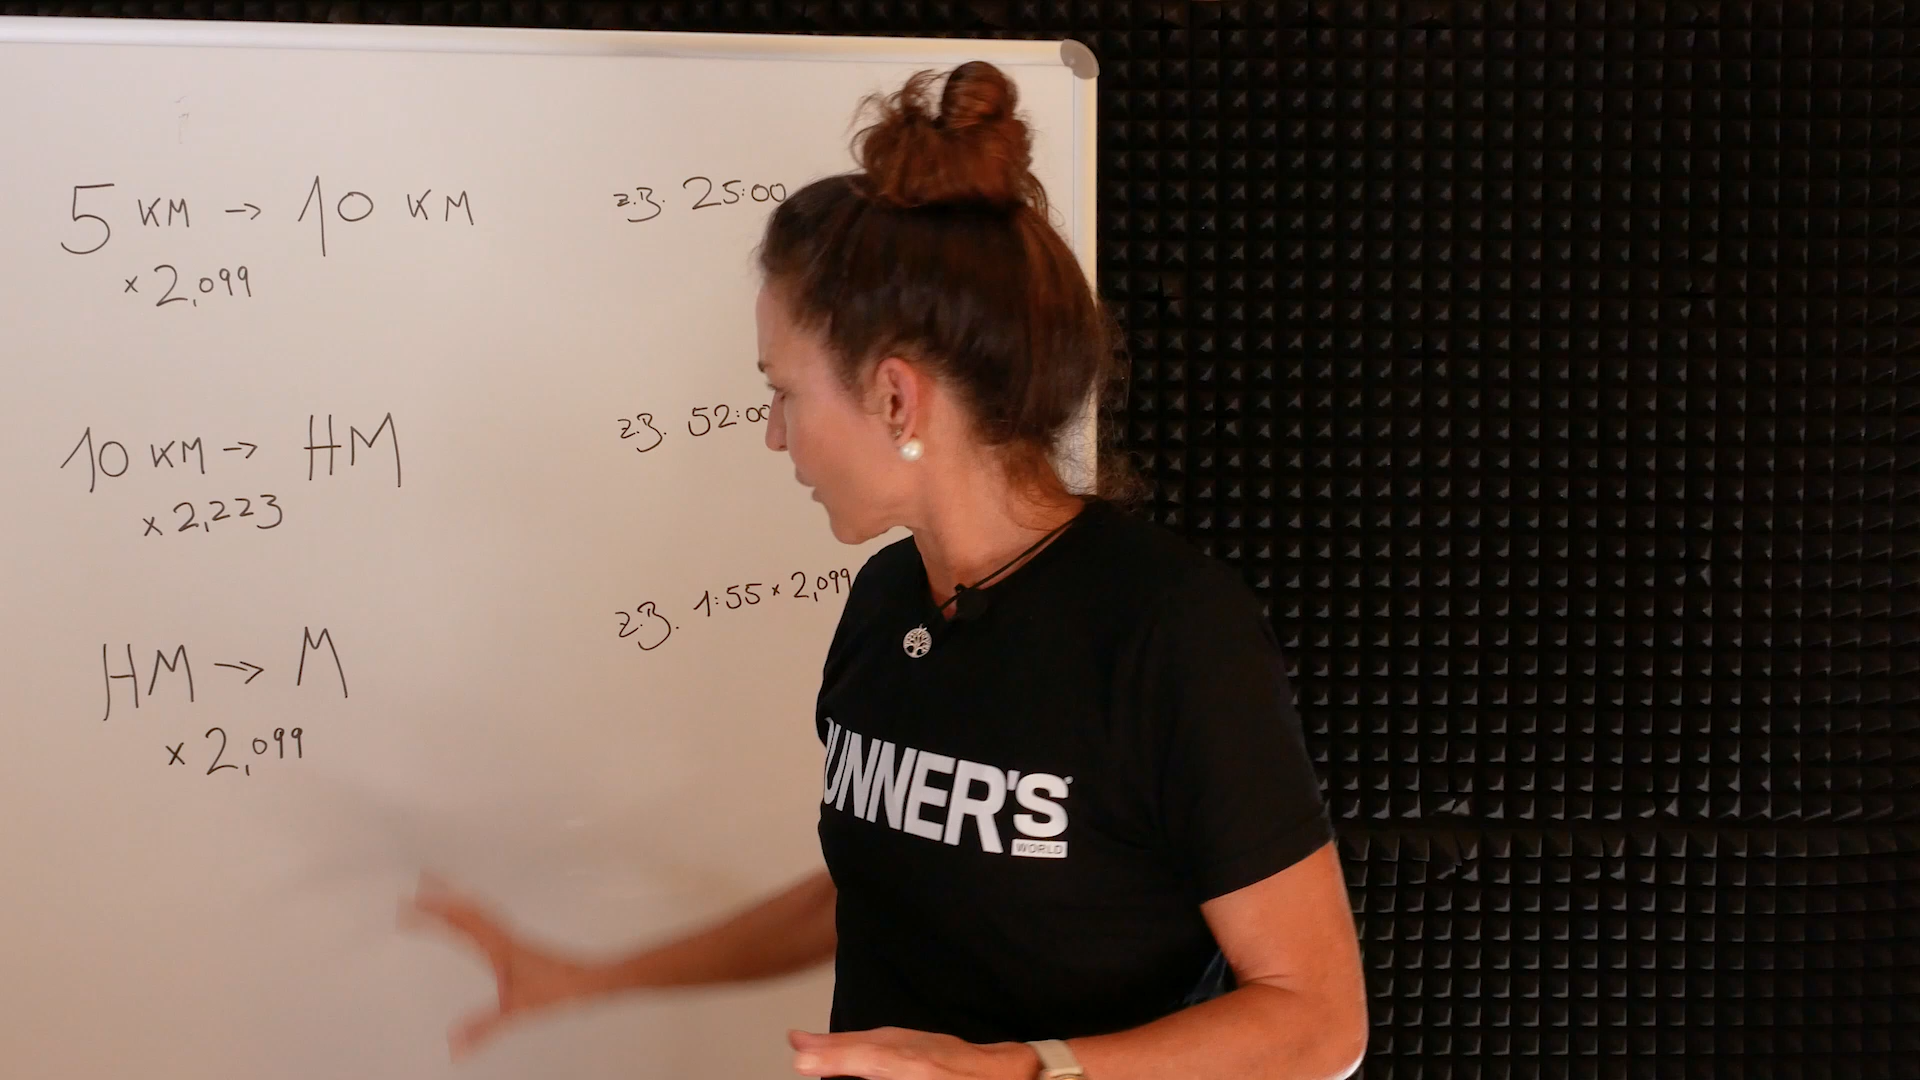 5 KM → 10 KM
× 2,099
z.B. 25:00
10 KM → HM
× 2,223
z.B. 52:00
HM → M
× 2,099
z.B. 1:55 × 2,099
UNNER'S
WORLD